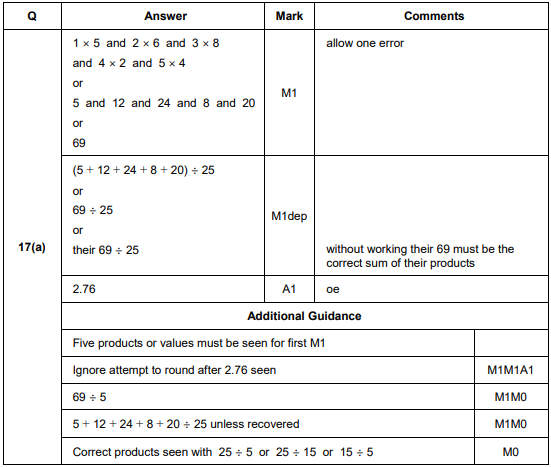 Q Answer Mark Comments
17(a)
1 × 5 and 2 × 6 and 3 × 8
and 4 × 2 and 5 × 4
or
5 and 12 and 24 and 8 and 20
or
69
M1
allow one error
(5 + 12 + 24 + 8 + 20) ÷ 25
or
69 ÷ 25
or
their 69 ÷ 25
M1dep
without working their 69 must be the
correct sum of their products
2.76 A1 oe
Additional Guidance
Five products or values must be seen for first M1
Ignore attempt to round after 2.76 seen M1M1A1
69 ÷ 5 M1M0
5 + 12 + 24 + 8 + 20 ÷ 25 unless recovered M1M0
Correct products seen with 25 ÷ 5 or 25 ÷ 15 or 15 ÷ 5 M0